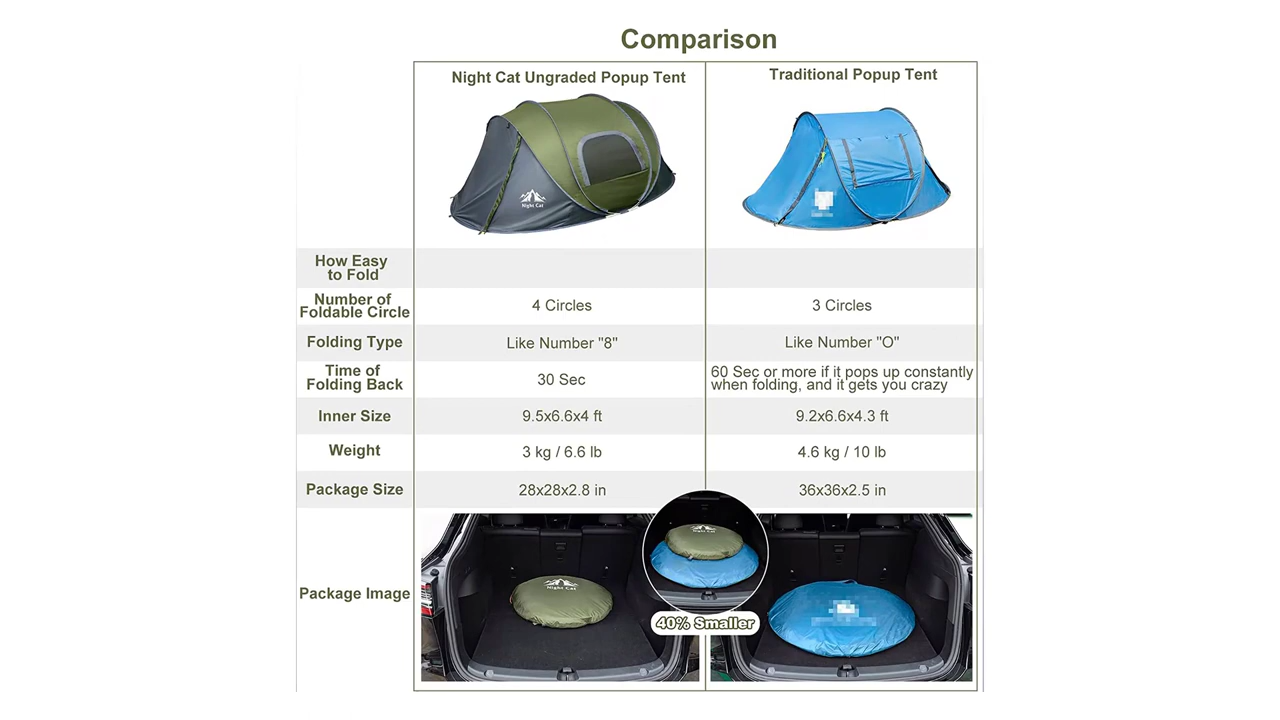 Comparison
Night Cat Ungraded Popup Tent
Traditional Popup Tent
Night Cat
How Easy
to Fold
Number of
Foldable Circle
4 Circles
3 Circles
Folding Type
Like Number "8"
Like Number "O"
Time of
Folding Back
30 Sec
60 Sec or more if it pops up constantly
when folding, and it gets you crazy
Inner Size
9.5x6.6x4 ft
9.2x6.6x4.3 ft
Weight
3 kg / 6.6 lb
4.6 kg / 10 lb
Package Size
28x28x2.8 in
36x36x2.5 in
Package Image
Night Cat
Night Cat
40% Smaller